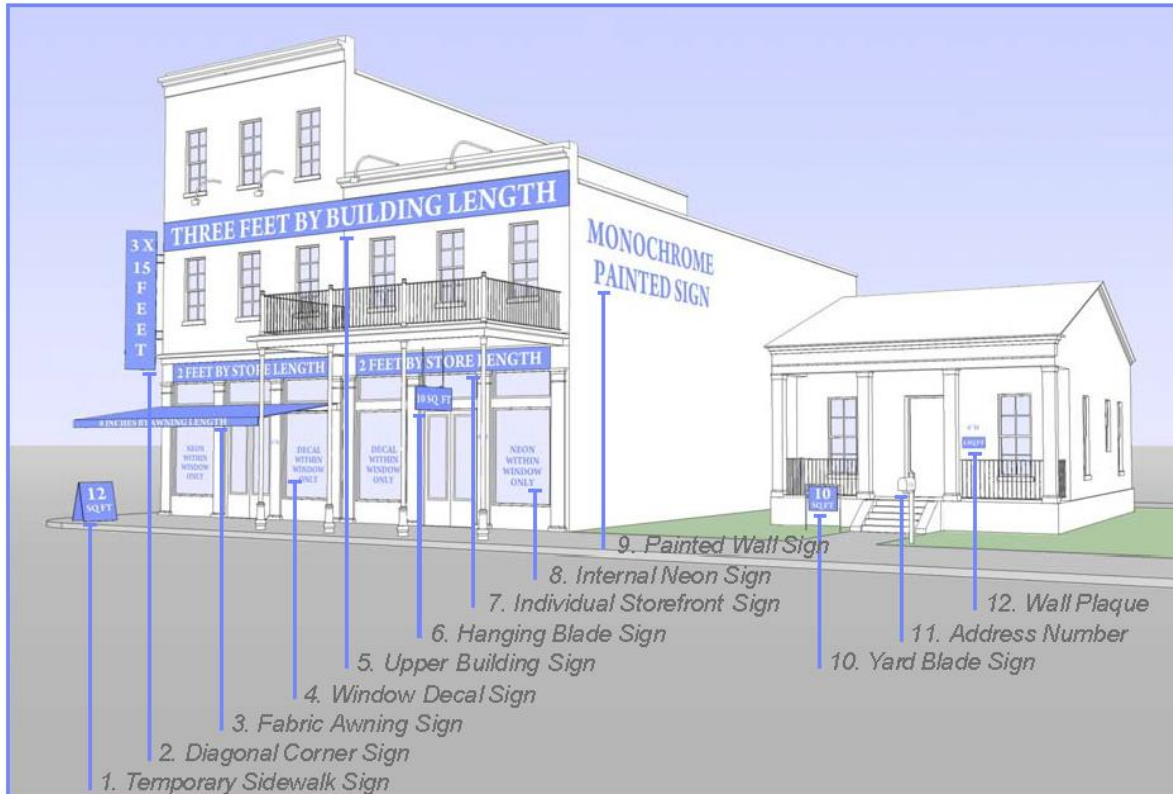 THREE FEET BY BUILDING LENGTH
3 X
15
F
E
E
T
MONOCHROME
PAINTED SIGN
2 FEET BY STORE LENGTH
2 FEET BY STORE LENGTH
10 SQ FT
8 INCHES BY AWNING LENGTH
NEON
WITHIN
WINDOW
ONLY
DECAL
WITHIN
WINDOW
ONLY
DECAL
WITHIN
WINDOW
ONLY
NEON
WITHIN
WINDOW
ONLY
12
SQ FT
10
SQ FT
9. Painted Wall Sign
8. Internal Neon Sign
7. Individual Storefront Sign
6. Hanging Blade Sign
5. Upper Building Sign
4. Window Decal Sign
3. Fabric Awning Sign
2. Diagonal Corner Sign
1. Temporary Sidewalk Sign
12. Wall Plaque
11. Address Number
10. Yard Blade Sign